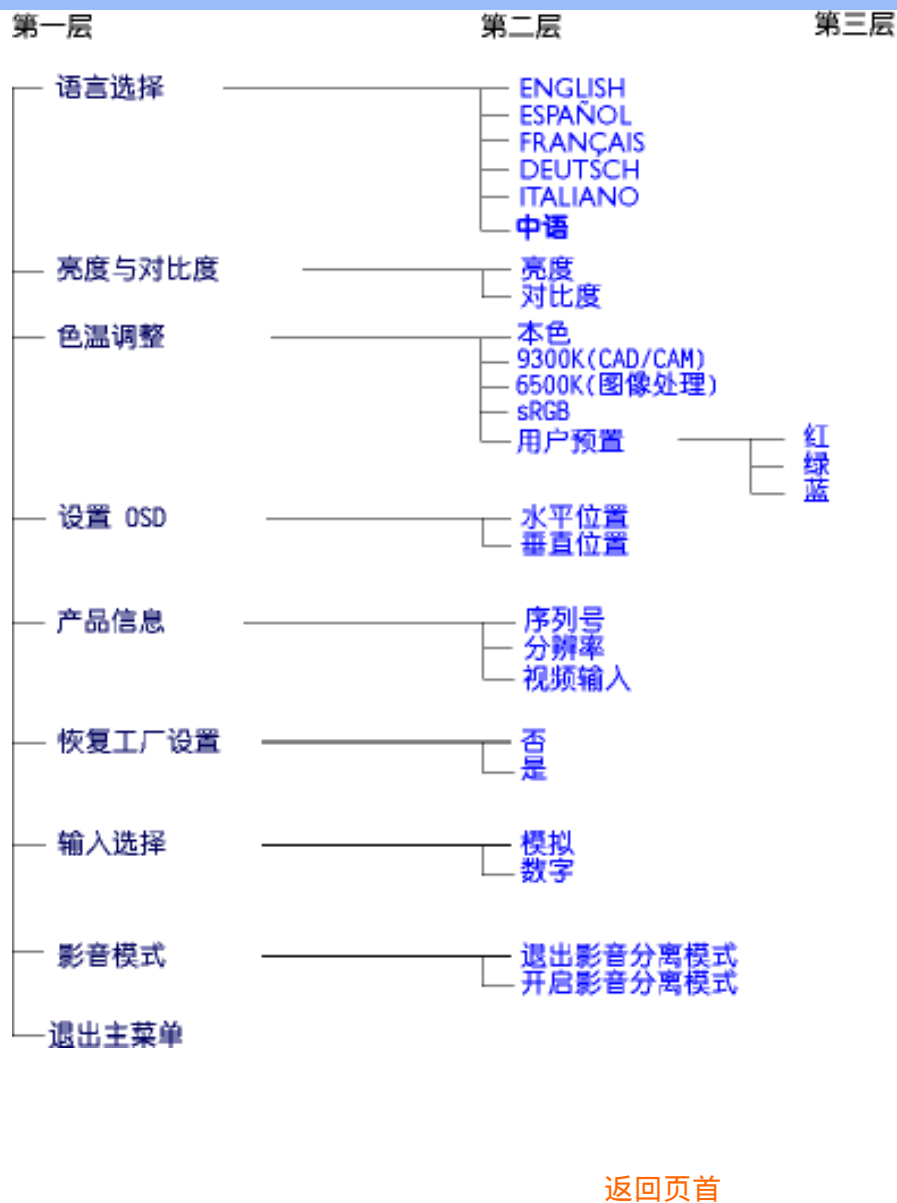 第一层 第二层 第三层
语言选择 ENGLISH
ESPAÑOL
FRANÇAIS
DEUTSCH
ITALIANO
中语
亮度与对比度 亮度
对比度
色温调整 本色
9300K(CAD/CAM)
6500K(图像处理)
sRGB
用户预置 红
绿
蓝
设置 OSD 水平位置
垂直位置
产品信息 序列号
分辨率
视频输入
恢复工厂设置 否
是
输入选择 模拟
数字
影音模式 退出影音分离模式
开启影音分离模式
退出主菜单
返回页首